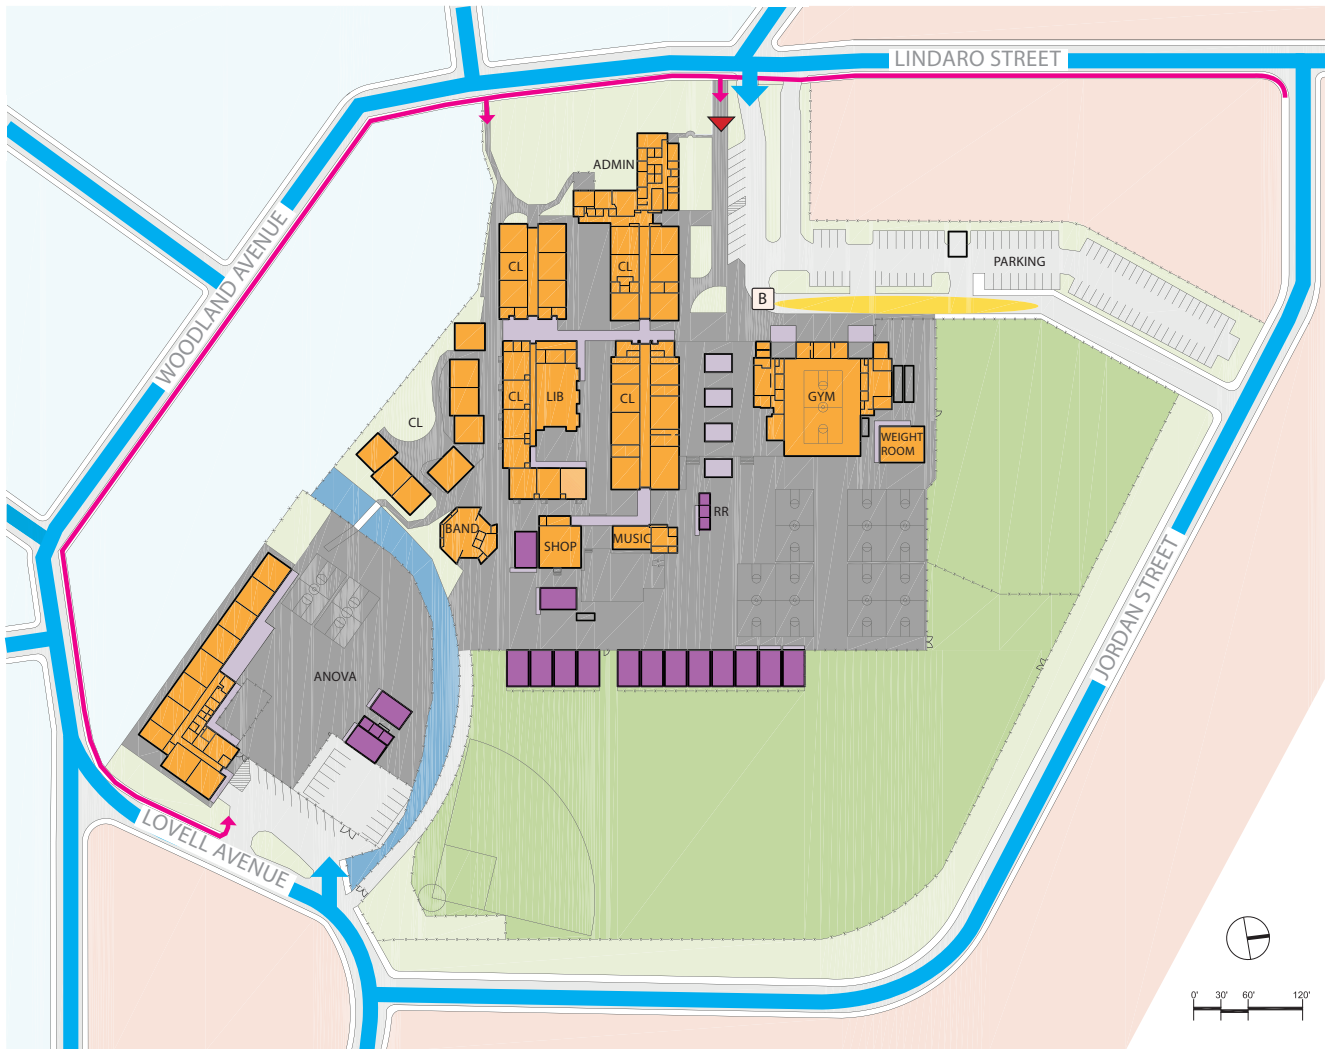 LINDARO STREET
ADMIN
WOODLAND AVENUE
CL
CL
PARKING
B
CL
LIB
CL
GYM
CL
WEIGHT
ROOM
RR
BAND
SHOP
MUSIC
JORDAN STREET
ANOVA
LOVELL AVENUE
0' 30' 60' 120'